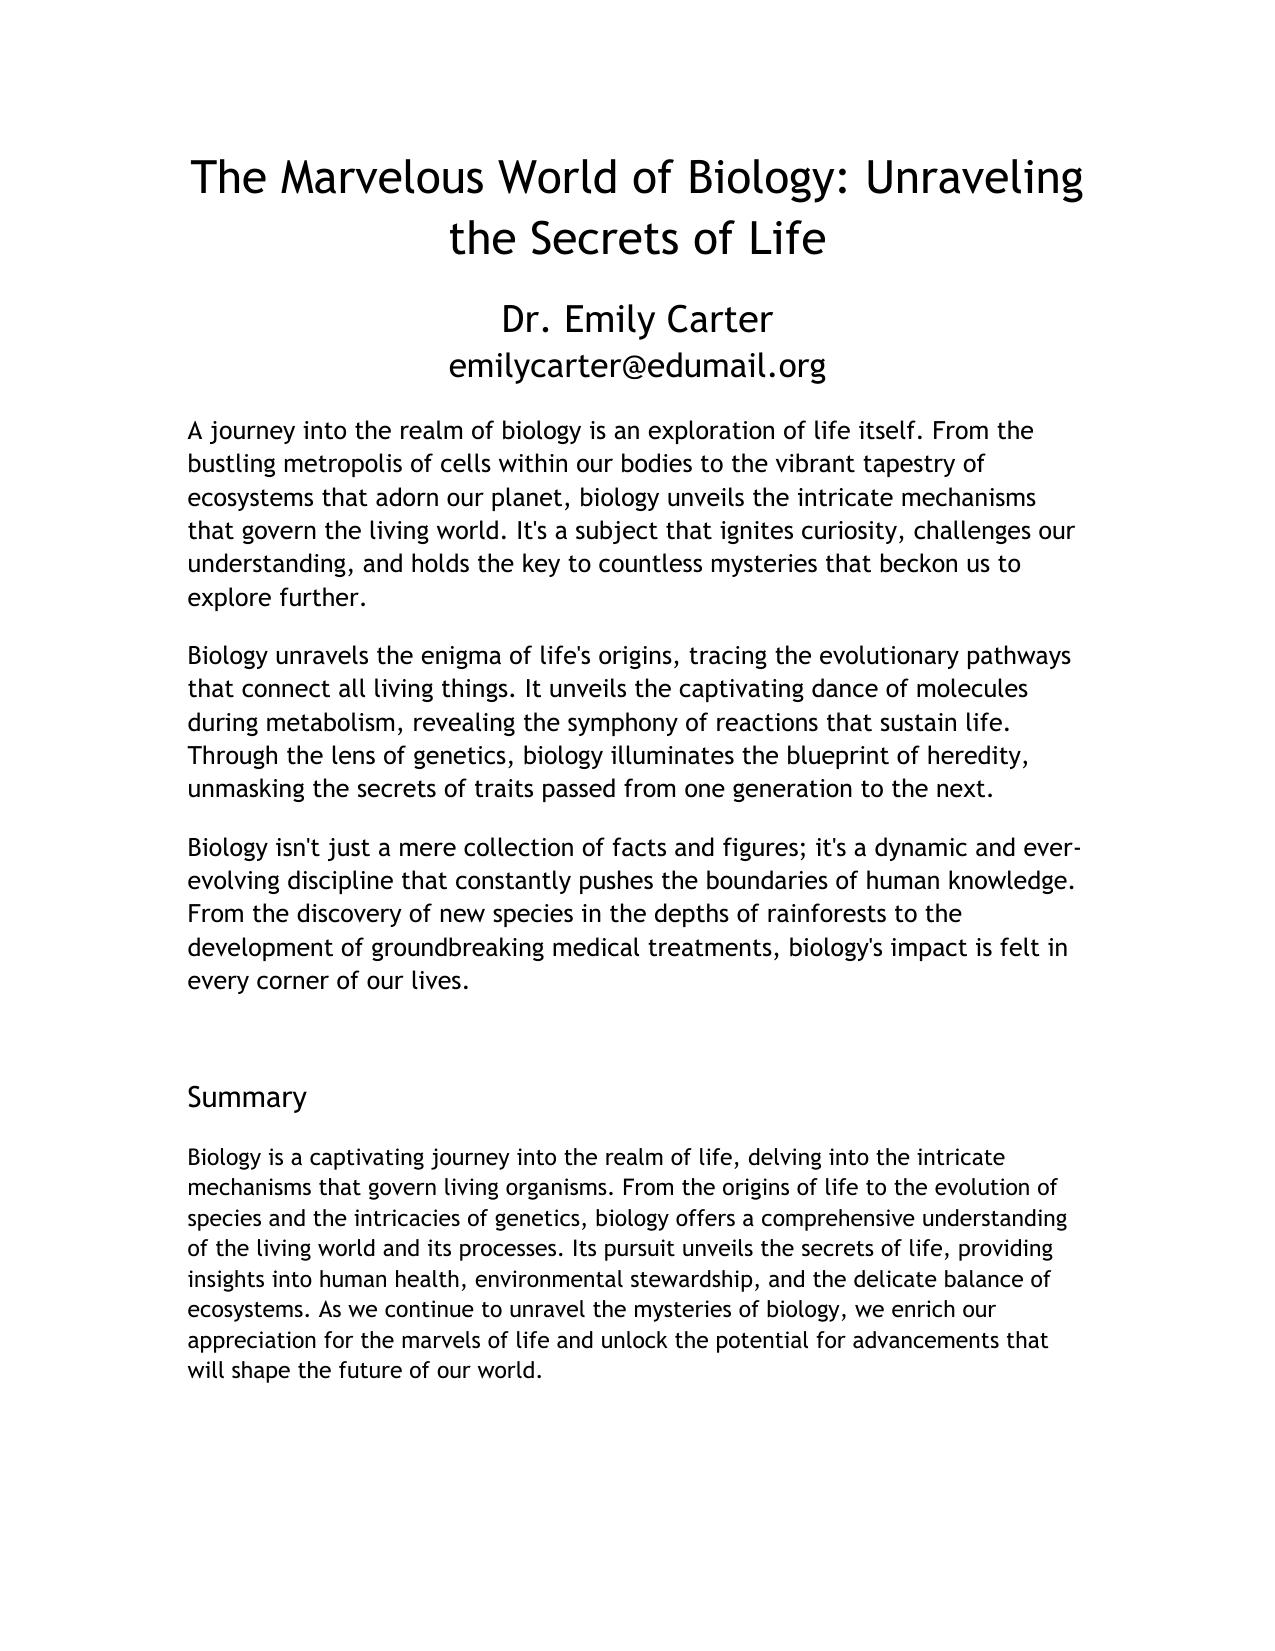 The Marvelous World of Biology: Unraveling
the Secrets of Life
Dr. Emily Carter
emilycarter@edumail.org
A journey into the realm of biology is an exploration of life itself. From the
bustling metropolis of cells within our bodies to the vibrant tapestry of
ecosystems that adorn our planet, biology unveils the intricate mechanisms
that govern the living world. It's a subject that ignites curiosity, challenges our
understanding, and holds the key to countless mysteries that beckon us to
explore further.
Biology unravels the enigma of life's origins, tracing the evolutionary pathways
that connect all living things. It unveils the captivating dance of molecules
during metabolism, revealing the symphony of reactions that sustain life.
Through the lens of genetics, biology illuminates the blueprint of heredity,
unmasking the secrets of traits passed from one generation to the next.
Biology isn't just a mere collection of facts and figures; it's a dynamic and ever-
evolving discipline that constantly pushes the boundaries of human knowledge.
From the discovery of new species in the depths of rainforests to the
development of groundbreaking medical treatments, biology's impact is felt in
every corner of our lives.
Summary
Biology is a captivating journey into the realm of life, delving into the intricate
mechanisms that govern living organisms. From the origins of life to the evolution of
species and the intricacies of genetics, biology offers a comprehensive understanding
of the living world and its processes. Its pursuit unveils the secrets of life, providing
insights into human health, environmental stewardship, and the delicate balance of
ecosystems. As we continue to unravel the mysteries of biology, we enrich our
appreciation for the marvels of life and unlock the potential for advancements that
will shape the future of our world.